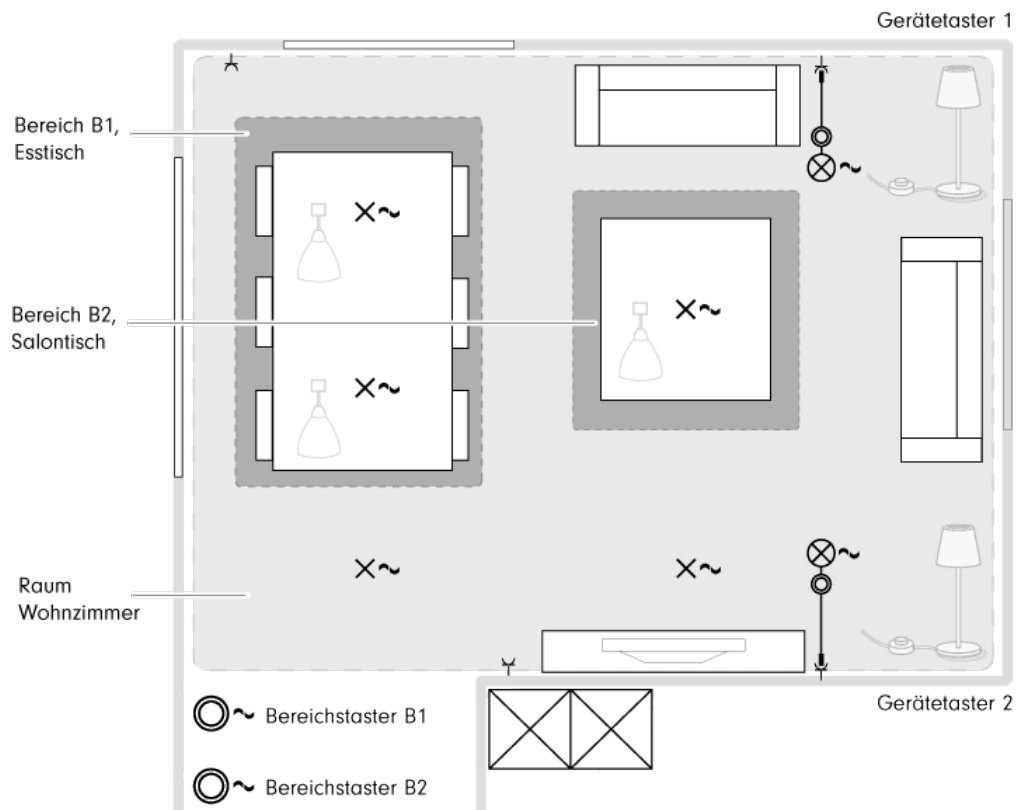 Gerätetaster 1
Bereich B1,
Esstisch
Bereich B2,
Salontisch
Raum
Wohnzimmer
Gerätetaster 2
Bereichstaster B1
Bereichstaster B2